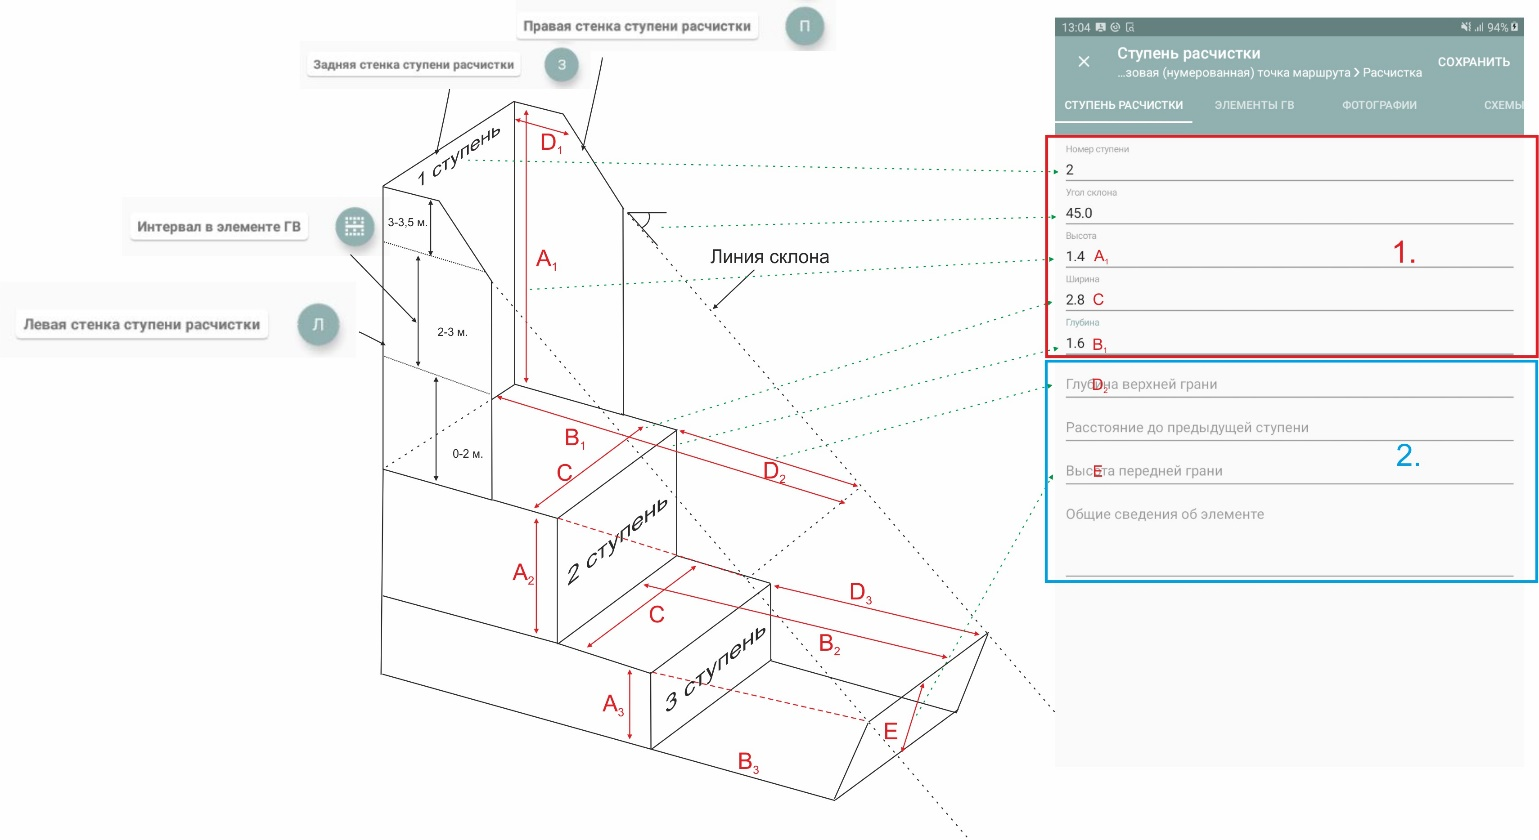 Правая стенка ступени расчистки
П
Задняя стенка ступени расчистки
З
Интервал в элементе ГВ
Левая стенка ступени расчистки
Л
1 ступень
D1
3-3,5 м.
A1
2-3 м.
Линия склона
0-2 м.
B1
C
D2
2 ступень
A2
C
D3
B2
3 ступень
A3
E
B3
13:04
94%
Ступень расчистки
...зовая (нумерованная) точка маршрута > Расчистка
СОХРАНИТЬ
СТУПЕНЬ РАСЧИСТКИ ЭЛЕМЕНТЫ ГВ ФОТОГРАФИИ СХЕМЫ
Номер ступени
2
Угол склона
45.0
Высота
1.4 A1
1.
Ширина
2.8 C
Глубина
1.6 B1
Глубина верхней грани
D2
Расстояние до предыдущей ступени
2.
Высота передней грани
E
Общие сведения об элементе